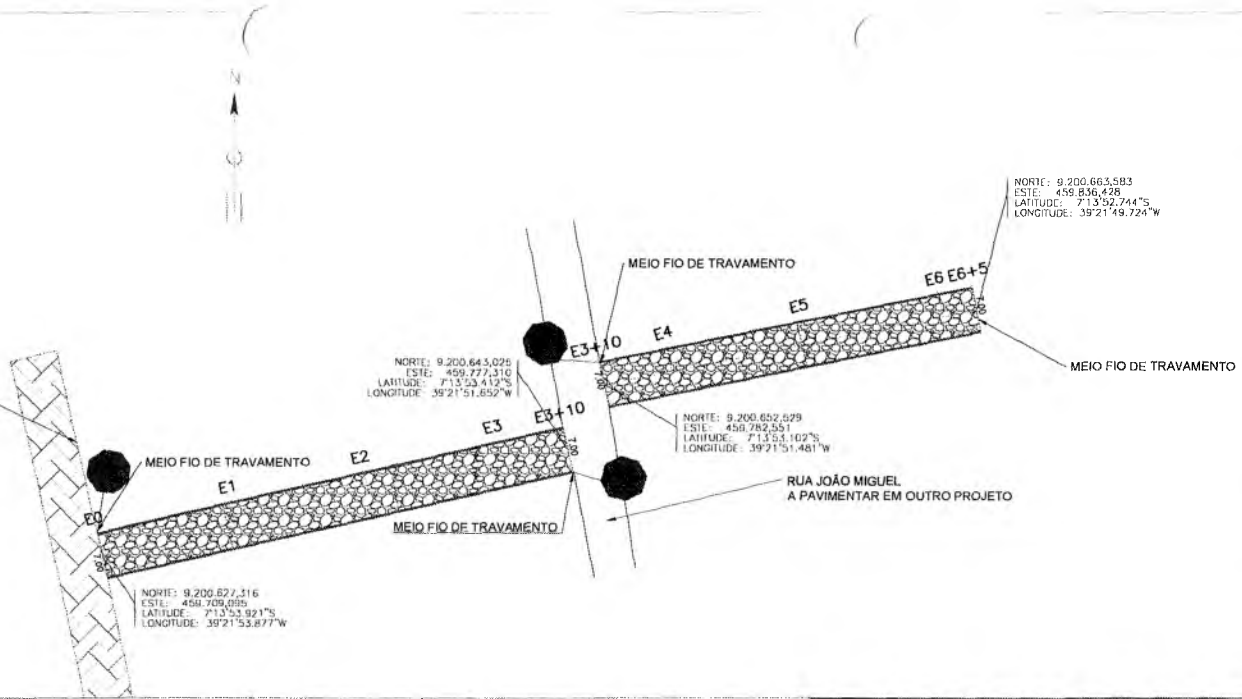 N
NORTE: 9.200.663,583
ESTE: 459.836,428
LATITUDE: 7°13'52.744"S
LONGITUDE: 39°21'49.724"W
MEIO FIO DE TRAVAMENTO
E6 E6+5
E5
E4
E3+10
7.00
7.00
MEIO FIO DE TRAVAMENTO
NORTE: 9.200.643,025
ESTE: 459.777,310
LATITUDE: 7°13'53.412"S
LONGITUDE: 39°21'51.652"W
NORTE: 9.200.652,529
ESTE: 459.782,551
LATITUDE: 7°13'53.102"S
LONGITUDE: 39°21'51.481"W
E3+10
E3
E2
E1
E0
7.00
7.00
MEIO FIO DE TRAVAMENTO
RUA JOÃO MIGUEL
A PAVIMENTAR EM OUTRO PROJETO
MEIO FIO DE TRAVAMENTO
NORTE: 9.200.627,316
ESTE: 459.709,095
LATITUDE: 7°13'53.921"S
LONGITUDE: 39°21'53.877"W